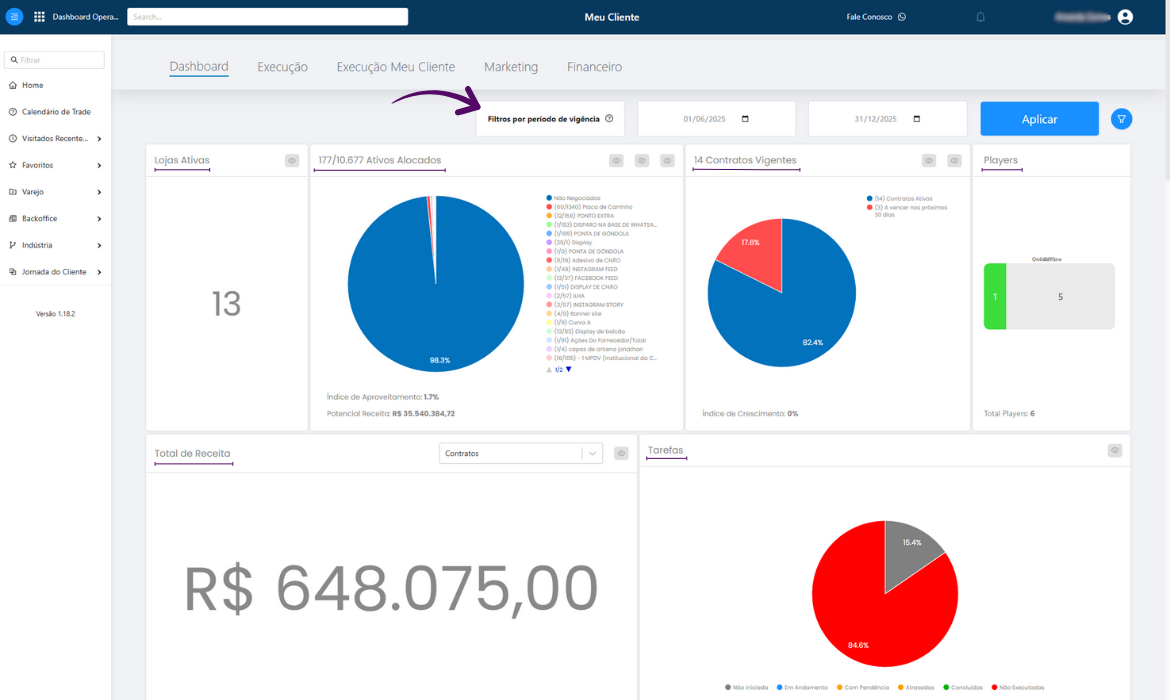 Dashboard Opera...
Search...
Meu Cliente
Fale Conosco
Filtrar
Home
Calendário de Trade
Visitados Recente...
Favoritos
Varejo
Backoffice
Indústria
Jornada do Cliente
Versão 1.18.2
Dashboard
Execução
Execução Meu Cliente
Marketing
Financeiro
Filtros por período de vigência
01/06/2025
31/12/2025
Aplicar
Lojas Ativas
13
177/10.677 Ativos Alocados
98.3%
Não Negociados
(50/1340) Placa de Carrinho
(12/150) PONTO EXTRA
(1/153) DISPARO NA BASE DE WHATSA...
(1/199) PONTA DE GÔNDOLA
(29/1) Display
(1/0) PONTA DE GÔNDOLA
(8/19) Adesivo de CHÃO
(1/49) INSTAGRAM FEED
(12/37) FACEBOOK FEED
(1/51) DISPLAY DE CHÃO
(2/57) ILHA
(3/57) INSTAGRAM STORY
(4/0) Banner site
(1/9) Curva A
(12/83) Display de balcão
(1/81) Ações Do Fornecedor/Total
(1/4) capas de antena jonathan
(16/105) - 1 MPDV (Institucional da C...
1/2
Índice de Aproveitamento: 1.7%
Potencial Receita: R$ 35.540.384,72
14 Contratos Vigentes
17.6%
82.4%
(14) Contratos Ativos
(3) A vencer nos próximos
30 dias
Índice de Crescimento: 0%
Players
1
5
Total Players: 6
Total de Receita
Contratos
R$ 648.075,00
Tarefas
15.4%
84.6%
Não Iniciada
Em Andamento
Com Pendência
Atrasadas
Concluídas
Não Executadas